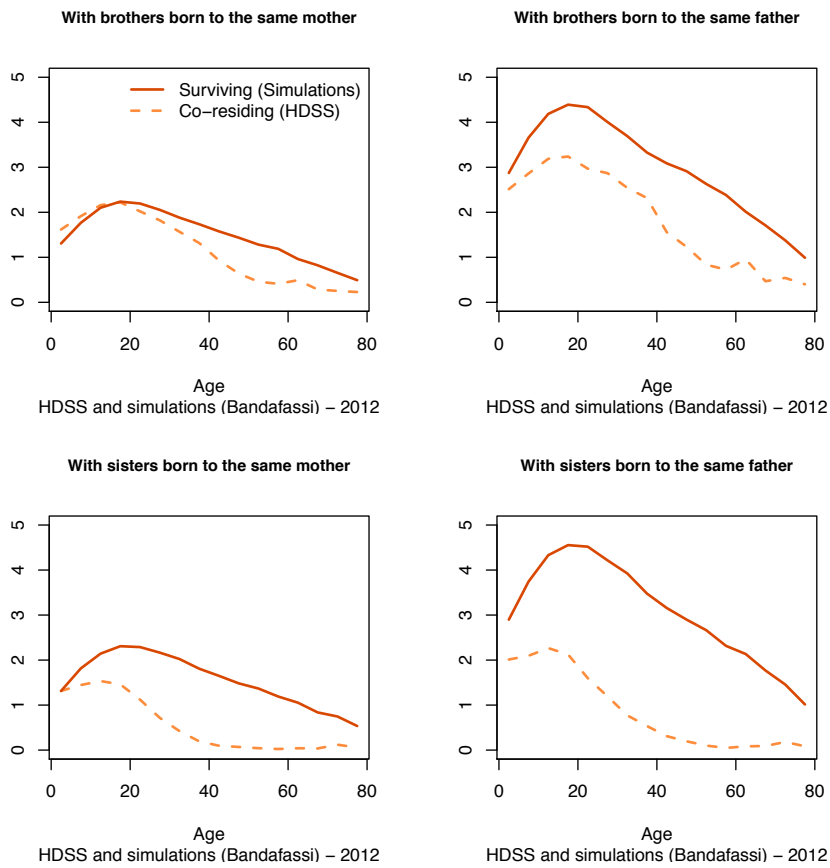 With brothers born to the same mother
5
4
3
2
1
0
Surviving (Simulations)
Co−residing (HDSS)
0 20 40 60 80
Age
HDSS and simulations (Bandafassi) − 2012
With brothers born to the same father
5
4
3
2
1
0
0 20 40 60 80
Age
HDSS and simulations (Bandafassi) − 2012
With sisters born to the same mother
5
4
3
2
1
0
0 20 40 60 80
Age
HDSS and simulations (Bandafassi) − 2012
With sisters born to the same father
5
4
3
2
1
0
0 20 40 60 80
Age
HDSS and simulations (Bandafassi) − 2012